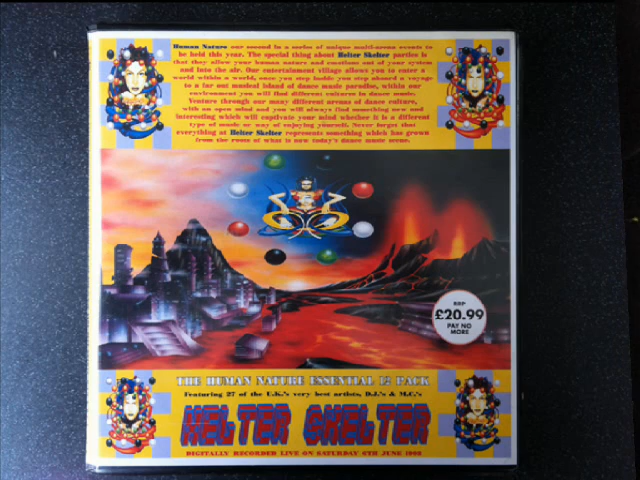 Human Nature our second in a series of unique multi-arena events to
be held this year. The special thing about Helter Skelter parties is
that they allow your human nature and emotions out of your system
and into the air. Our entertainment village allows you to enter a
world within a world, once you step inside you step aboard a voyage
to a far out musical island of dance music paradise, within our
environment you will find different cultures in dance music.
Venture through our many different arenas of dance culture,
with an open mind and you will always find something new and
interesting which will captivate your mind whether it is a different
type of music or way of enjoying yourself. Never forget that
everything at Helter Skelter represents something which has grown
from the roots of what is now today's dance music scene.
RRP
£20.99
PAY NO
MORE
THE HUMAN NATURE ESSENTIAL 12 PACK
Featuring 27 of the U.K.'s very best artists, D.J.'s & M.C.'s
HELTER SKELTER
DIGITALLY RECORDED LIVE ON SATURDAY 6TH JUNE 1998